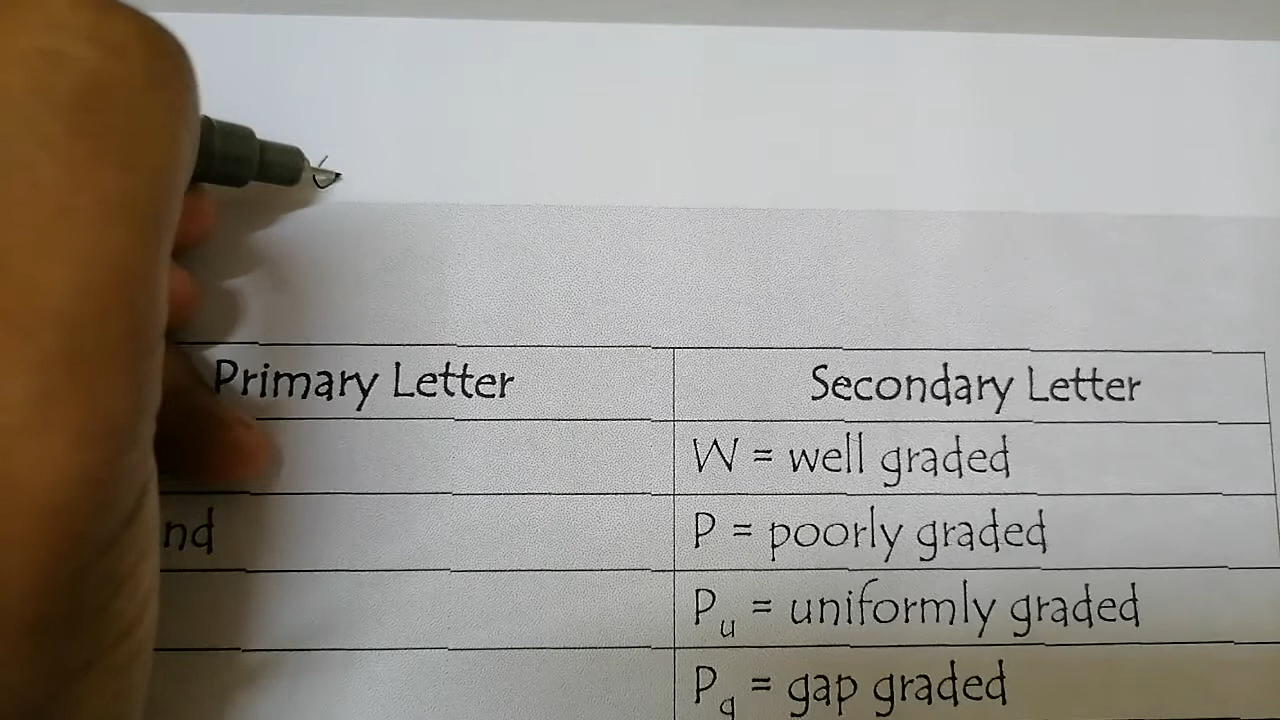 Primary Letter Secondary Letter
W = well graded
nd P = poorly graded
Pu = uniformly graded
Pg = gap graded